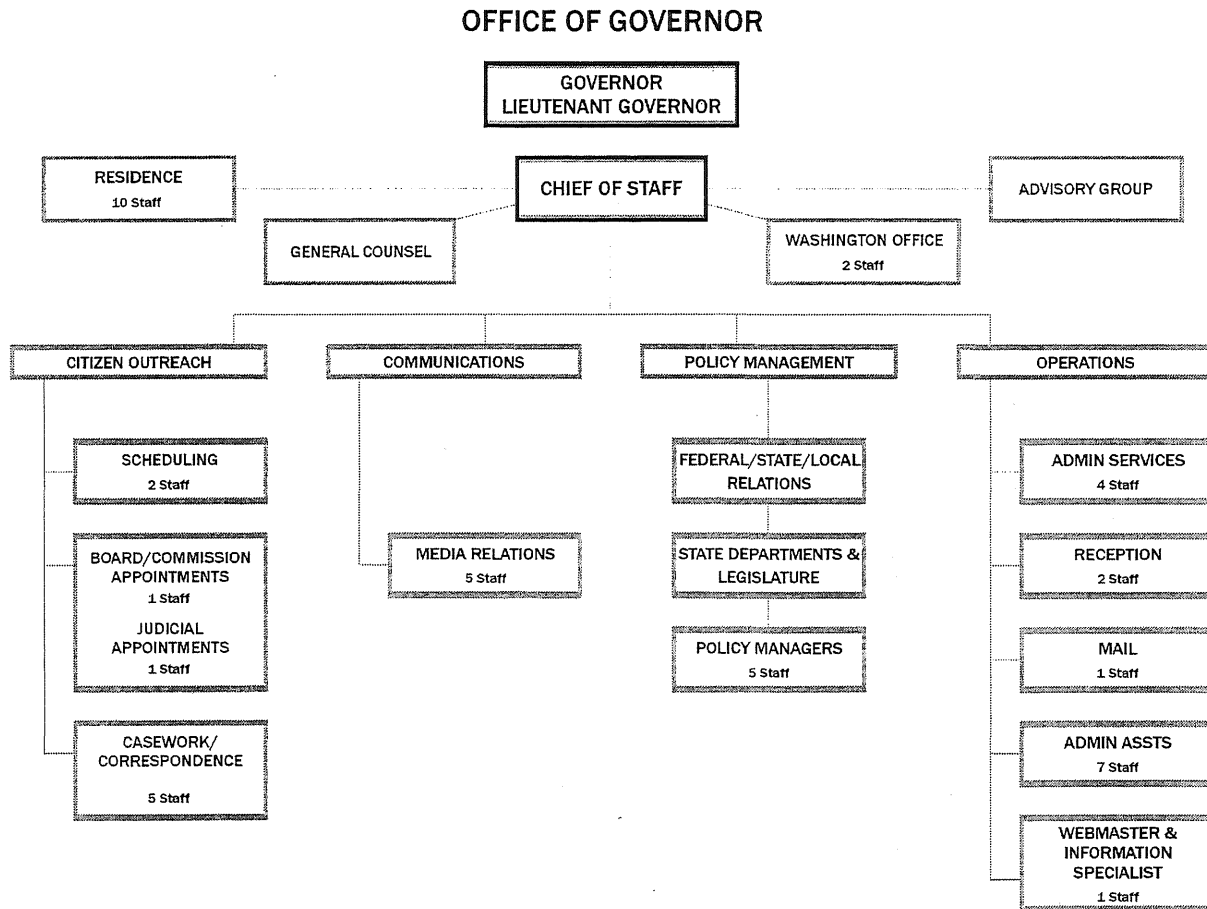 OFFICE OF GOVERNOR
GOVERNOR
LIEUTENANT GOVERNOR
RESIDENCE
10 Staff
CHIEF OF STAFF
ADVISORY GROUP
GENERAL COUNSEL
WASHINGTON OFFICE
2 Staff
CITIZEN OUTREACH
COMMUNICATIONS
POLICY MANAGEMENT
OPERATIONS
SCHEDULING
2 Staff
BOARD/COMMISSION
APPOINTMENTS
1 Staff
JUDICIAL
APPOINTMENTS
1 Staff
CASEWORK/
CORRESPONDENCE
5 Staff
MEDIA RELATIONS
5 Staff
FEDERAL/STATE/LOCAL
RELATIONS
STATE DEPARTMENTS &
LEGISLATURE
POLICY MANAGERS
5 Staff
ADMIN SERVICES
4 Staff
RECEPTION
2 Staff
MAIL
1 Staff
ADMIN ASSTS
7 Staff
WEBMASTER &
INFORMATION
SPECIALIST
1 Staff